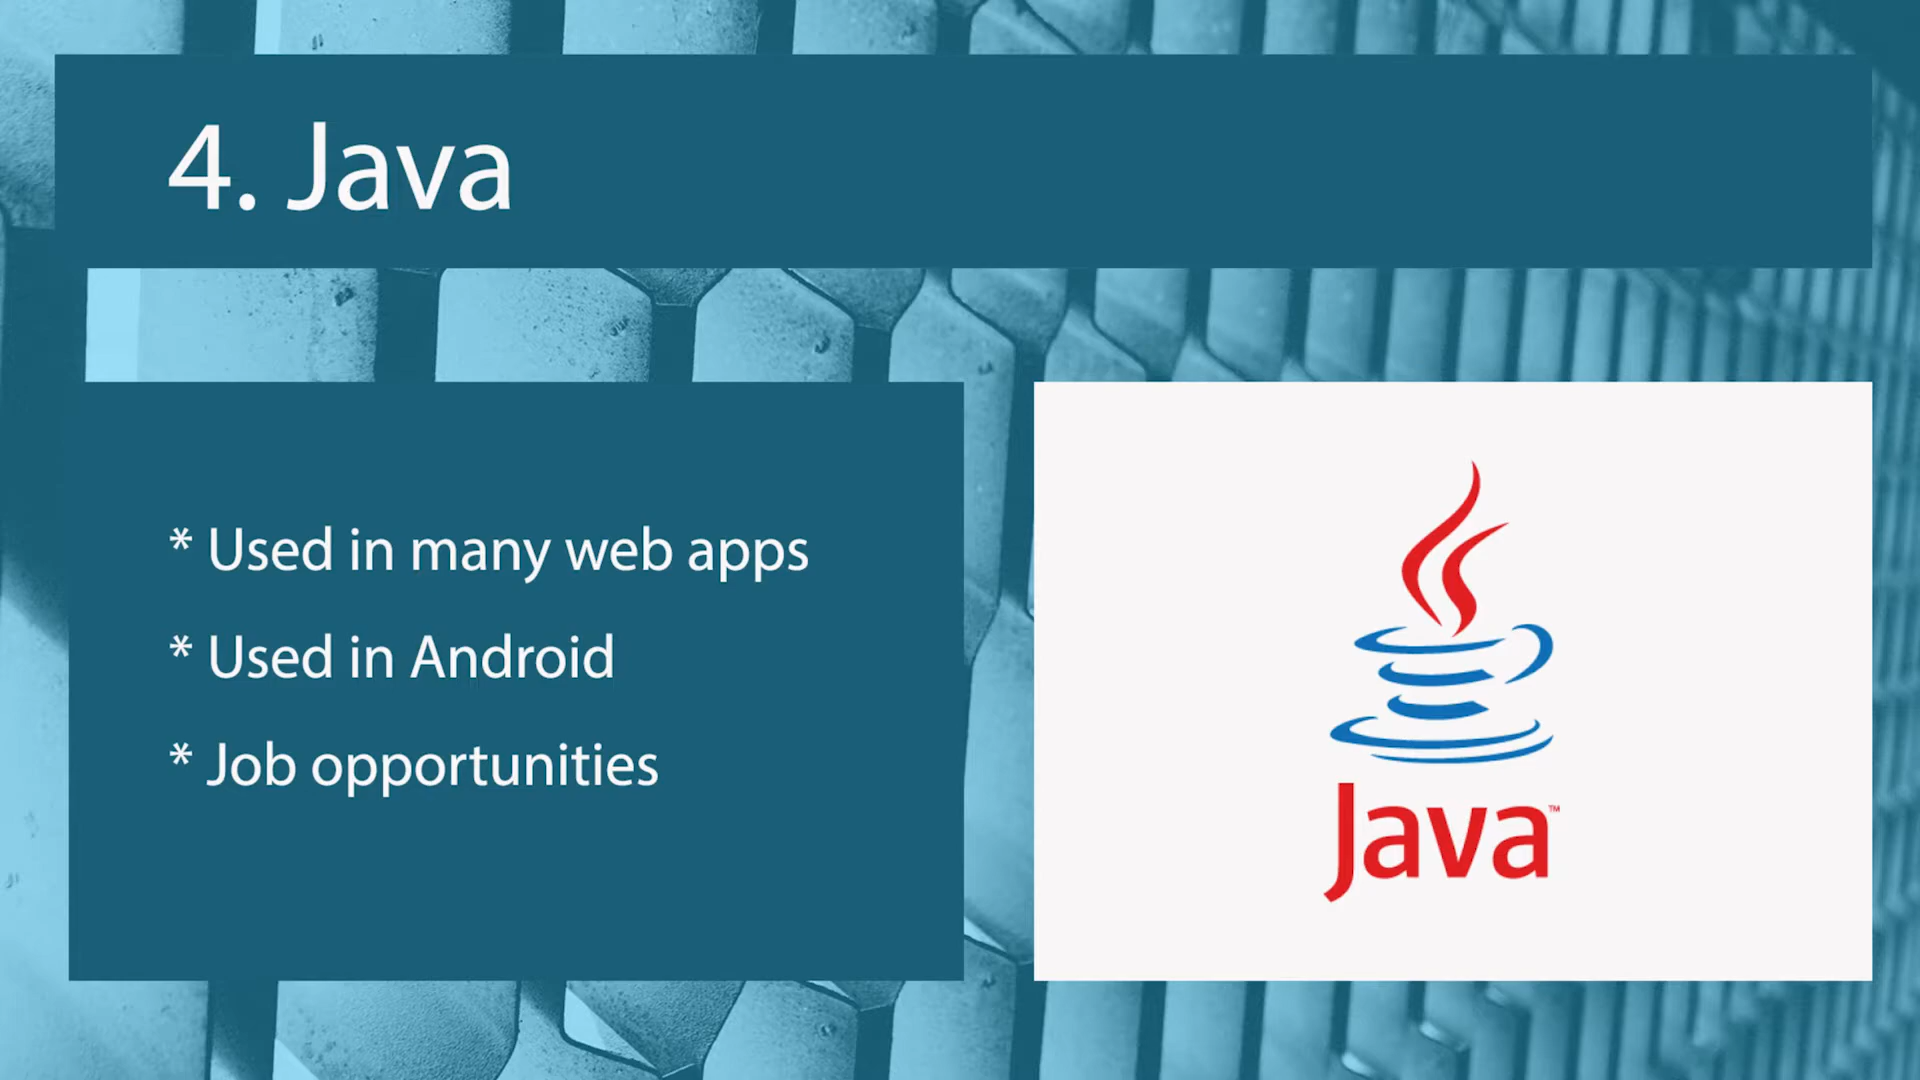 4. Java
* Used in many web apps
* Used in Android
* Job opportunities
Java™